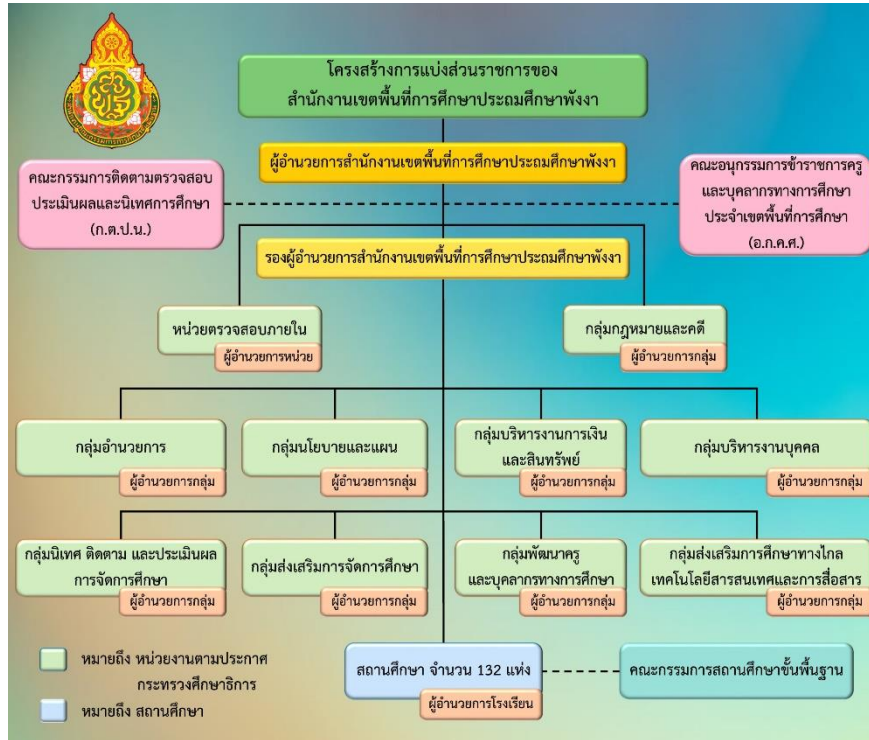 โครงสร้างการแบ่งส่วนราชการของ
สำนักงานเขตพื้นที่การศึกษาประถมศึกษาพังงา
ผู้อำนวยการสำนักงานเขตพื้นที่การศึกษาประถมศึกษาพังงา
คณะกรรมการติดตามตรวจสอบ
ประเมินผลและนิเทศการศึกษา
(ก.ต.ป.น.)
คณะอนุกรรมการข้าราชการครู
และบุคลากรทางการศึกษา
ประจำเขตพื้นที่การศึกษา
(อ.ก.ค.ศ.)
รองผู้อำนวยการสำนักงานเขตพื้นที่การศึกษาประถมศึกษาพังงา
หน่วยตรวจสอบภายใน
ผู้อำนวยการหน่วย
กลุ่มกฎหมายและคดี
ผู้อำนวยการกลุ่ม
กลุ่มอำนวยการ
ผู้อำนวยการกลุ่ม
กลุ่มนโยบายและแผน
ผู้อำนวยการกลุ่ม
กลุ่มบริหารงานการเงิน
และสินทรัพย์
ผู้อำนวยการกลุ่ม
กลุ่มบริหารงานบุคคล
ผู้อำนวยการกลุ่ม
กลุ่มนิเทศ ติดตาม และประเมินผล
การจัดการศึกษา
ผู้อำนวยการกลุ่ม
กลุ่มส่งเสริมการจัดการศึกษา
ผู้อำนวยการกลุ่ม
กลุ่มพัฒนาครู
และบุคลากรทางการศึกษา
ผู้อำนวยการกลุ่ม
กลุ่มส่งเสริมการศึกษาทางไกล
เทคโนโลยีสารสนเทศและการสื่อสาร
ผู้อำนวยการกลุ่ม
หมายถึง หน่วยงานตามประกาศ
กระทรวงศึกษาธิการ
หมายถึง สถานศึกษา
สถานศึกษา จำนวน 132 แห่ง
ผู้อำนวยการโรงเรียน
คณะกรรมการสถานศึกษาขั้นพื้นฐาน